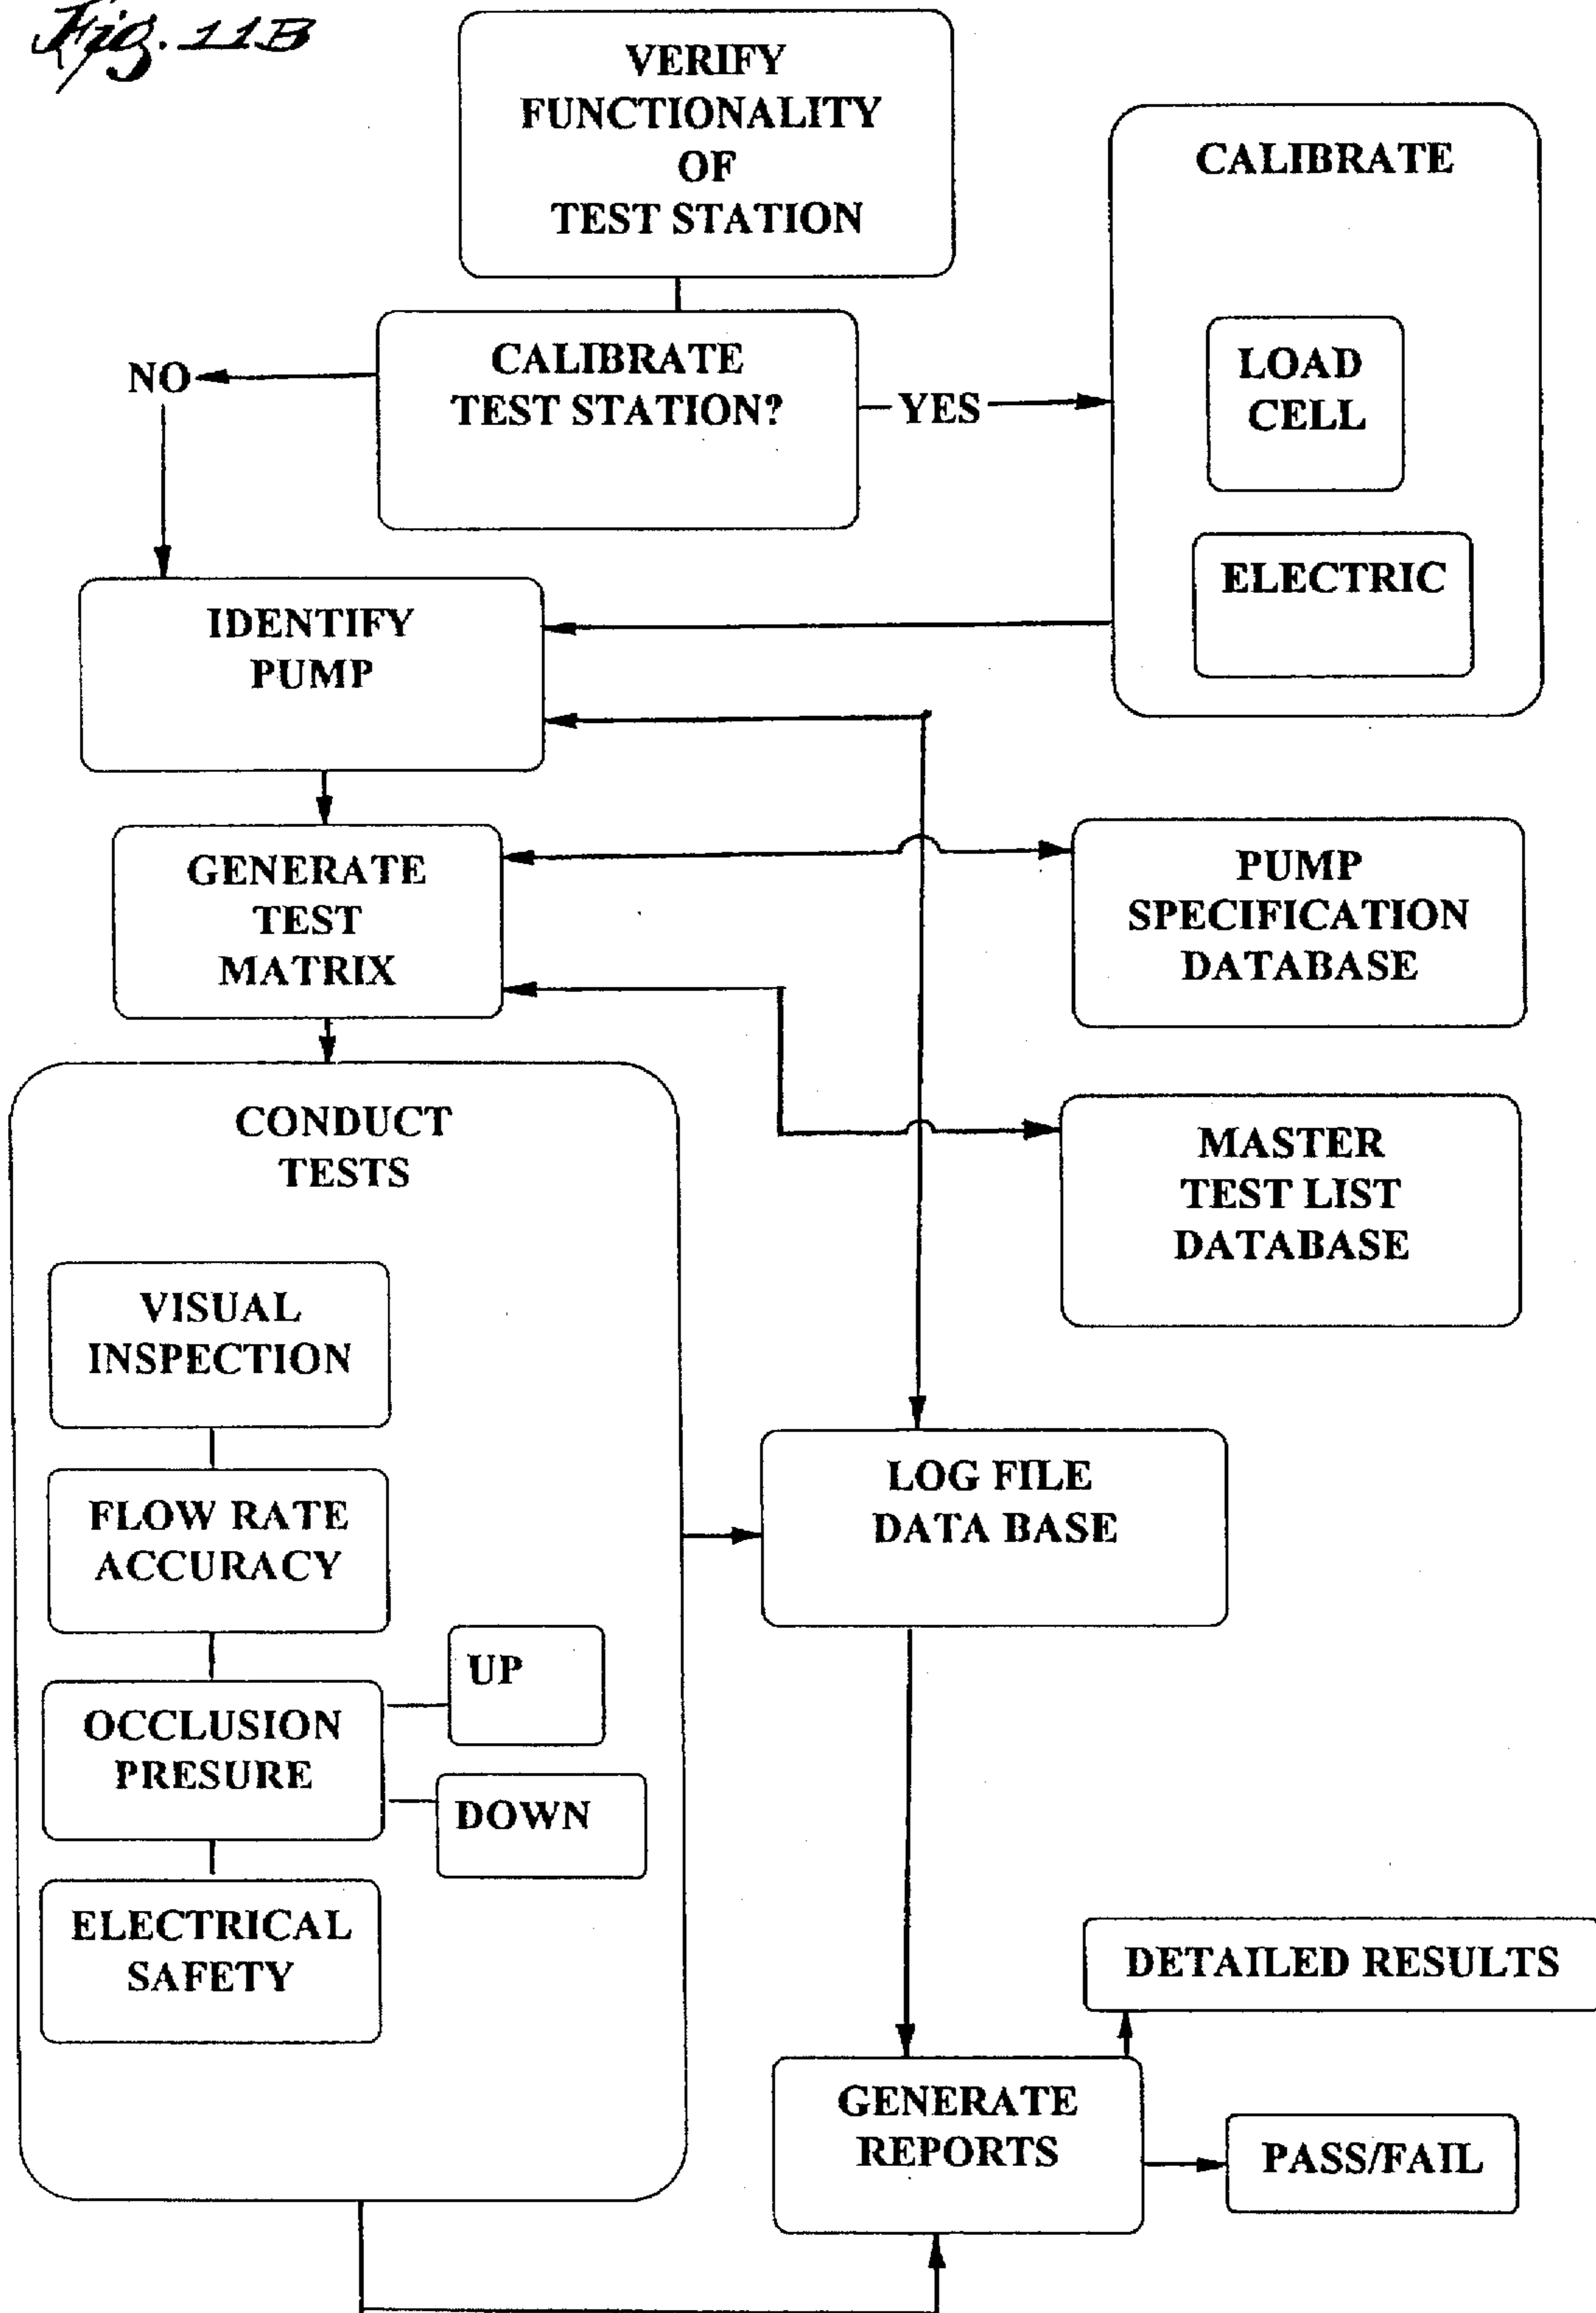 Fig. 11B
VERIFY
FUNCTIONALITY
OF
TEST STATION
CALIBRATE
LOAD
CELL
ELECTRIC
CALIBRATE
TEST STATION?
NO
YES
IDENTIFY
PUMP
GENERATE
TEST
MATRIX
PUMP
SPECIFICATION
DATABASE
MASTER
TEST LIST
DATABASE
CONDUCT
TESTS
VISUAL
INSPECTION
FLOW RATE
ACCURACY
OCCLUSION
PRESURE
UP
DOWN
ELECTRICAL
SAFETY
LOG FILE
DATA BASE
GENERATE
REPORTS
DETAILED RESULTS
PASS/FAIL